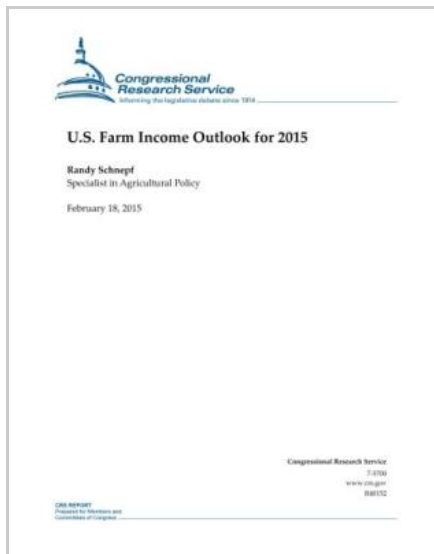 Congressional
Research Service
Informing the legislative debate since 1914
U.S. Farm Income Outlook for 2015
Randy Schnepf
Specialist in Agricultural Policy
February 18, 2015
Congressional Research Service
7-5700
www.crs.gov
R40152
CRS REPORT
Prepared for Members and
Committees of Congress